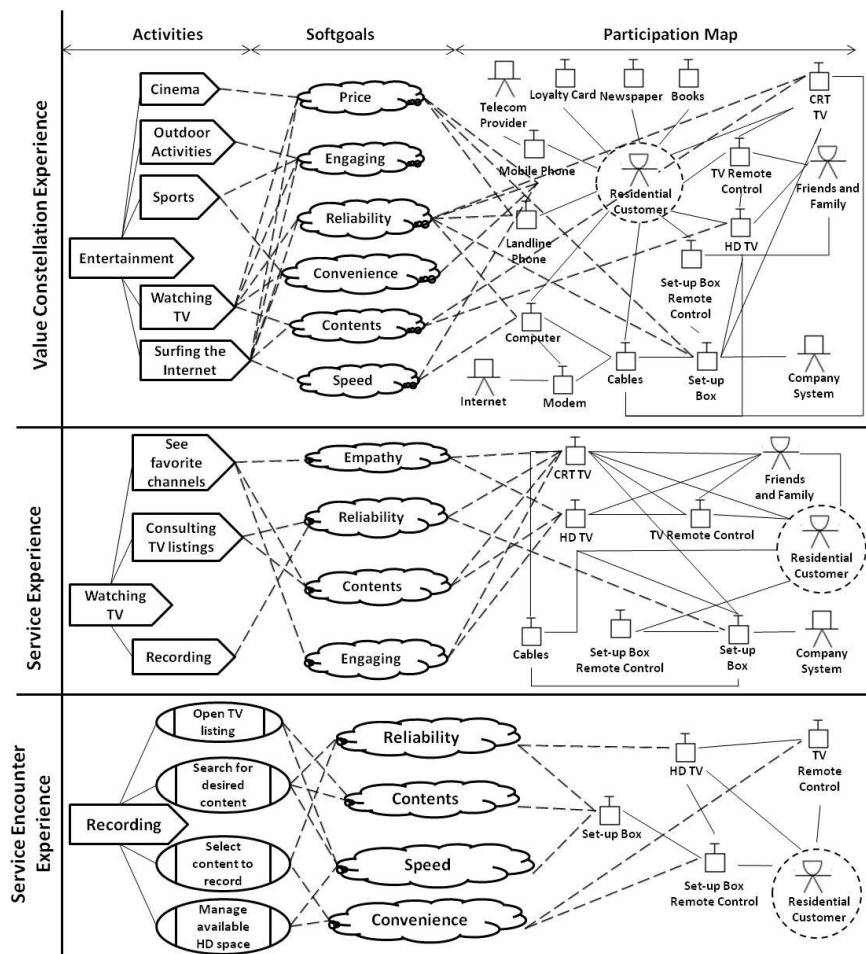 Activities
Softgoals
Participation Map
Value Constellation Experience
Cinema
Outdoor
Activities
Sports
Entertainment
Watching
TV
Surfing the
Internet
Price
Engaging
Reliability
Convenience
Contents
Speed
Telecom
Provider
Loyalty Card
Newspaper
Books
CRT
TV
Mobile Phone
Residential
Customer
TV Remote
Control
Friends and
Family
Landline
Phone
HD TV
Set-up Box
Remote
Control
Computer
Internet
Modem
Cables
Set-up
Box
Company
System
Service Experience
See
favorite
channels
Consulting
TV listings
Watching
TV
Recording
Empathy
Reliability
Contents
Engaging
CRT TV
Friends
and Family
HD TV
TV Remote Control
Residential
Customer
Cables
Set-up Box
Remote Control
Set-up
Box
Company
System
Service Encounter
Experience
Open TV
listing
Search for
desired
content
Recording
Select
content to
record
Manage
available
HD space
Reliability
Contents
Speed
Convenience
HD TV
TV
Remote
Control
Set-up Box
Set-up Box
Remote Control
Residential
Customer